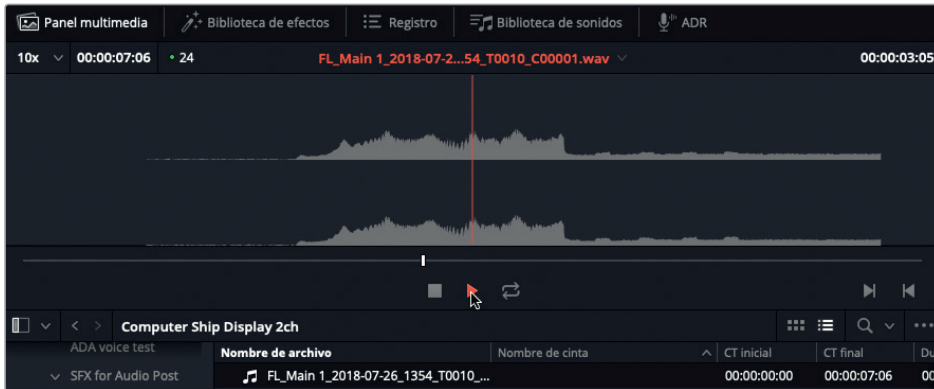 Panel multimedia Biblioteca de efectos Registro Biblioteca de sonidos ADR
10x 00:00:07:06 24 FL_Main 1_2018-07-2...54_T0010_C00001.wav 00:00:03:05
Computer Ship Display 2ch
ADA voice test
Nombre de archivo Nombre de cinta CT inicial CT final
SFX for Audio Post
FL_Main 1_2018-07-26_1354_T0010_... 00:00:00:00 00:00:07:06